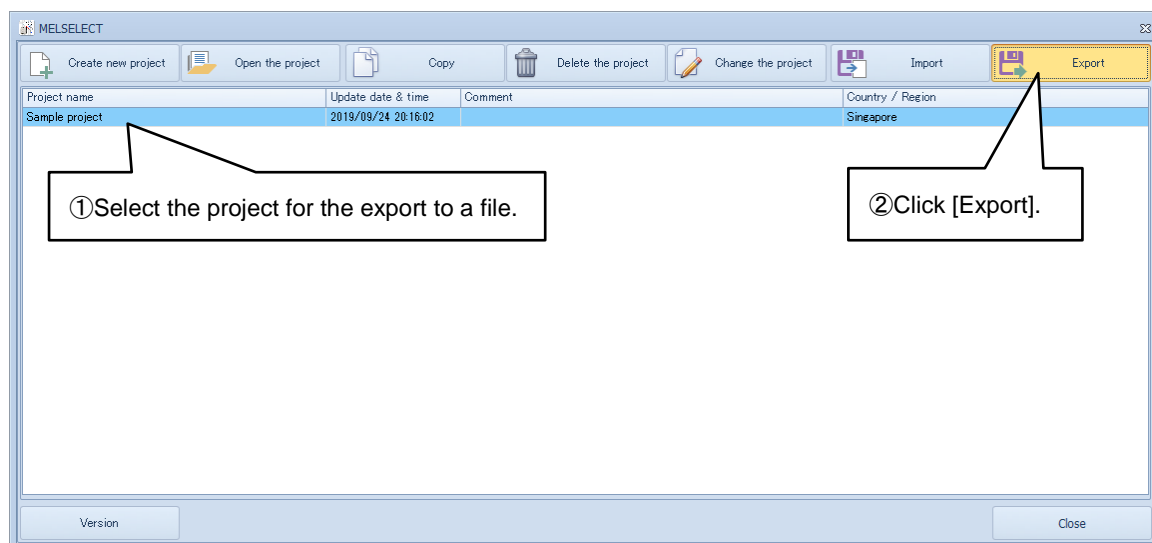 MELSELECT
Create new project Open the project Copy Delete the project Change the project Import Export
Project name Update date & time Comment Country / Region
Sample project 2019/09/24 20:16:02 Singapore
①Select the project for the export to a file.
②Click [Export].
Version Close